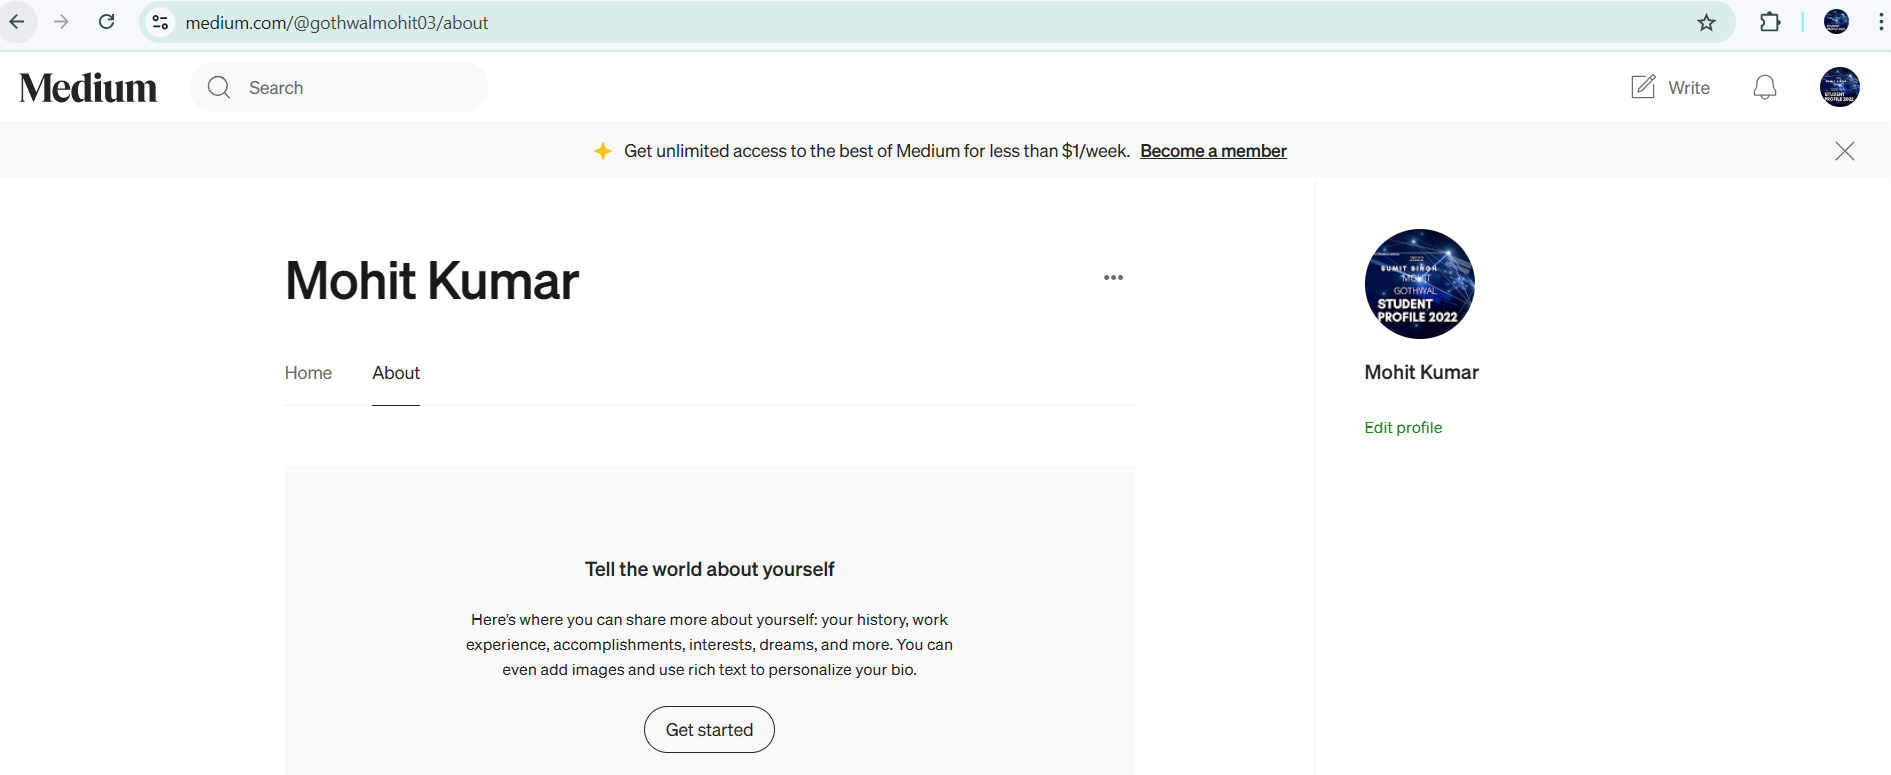 medium.com/@gothwalmohit03/about
Medium
Search
Write
Get unlimited access to the best of Medium for less than $1/week. Become a member
Mohit Kumar
Home
About
Tell the world about yourself
Here’s where you can share more about yourself: your history, work
experience, accomplishments, interests, dreams, and more. You can
even add images and use rich text to personalize your bio.
Get started
2022
SUMIT SINGH
MOHIT
GOTHWAL
STUDENT
PROFILE 2022
Mohit Kumar
Edit profile